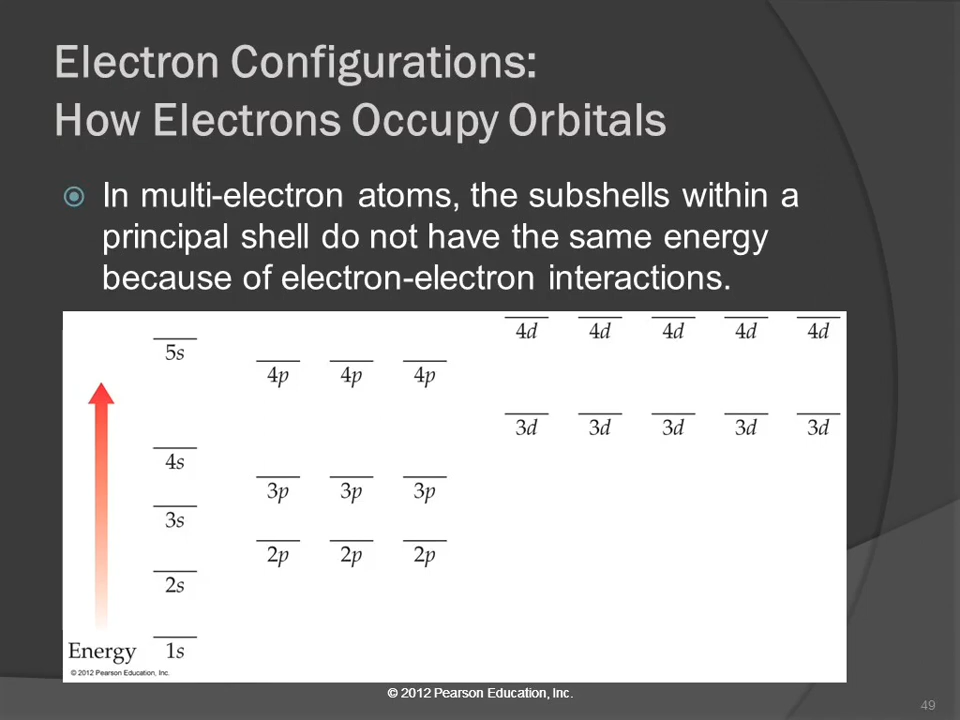 Electron Configurations:
How Electrons Occupy Orbitals
In multi-electron atoms, the subshells within a
principal shell do not have the same energy
because of electron-electron interactions.
4d 4d 4d 4d 4d
5s
4p 4p 4p
3d 3d 3d 3d 3d
4s
3p 3p 3p
3s
2p 2p 2p
2s
Energy 1s
© 2012 Pearson Education, Inc.
© 2012 Pearson Education, Inc.
49